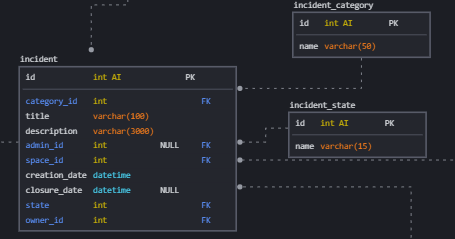 incident_category
id int AI PK
name varchar(50)
incident
id int AI PK
category_id int FK
title varchar(100)
description varchar(3000)
admin_id int NULL FK
space_id int FK
creation_date datetime
closure_date datetime NULL
state int FK
owner_id int FK
incident_state
id int AI PK
name varchar(15)